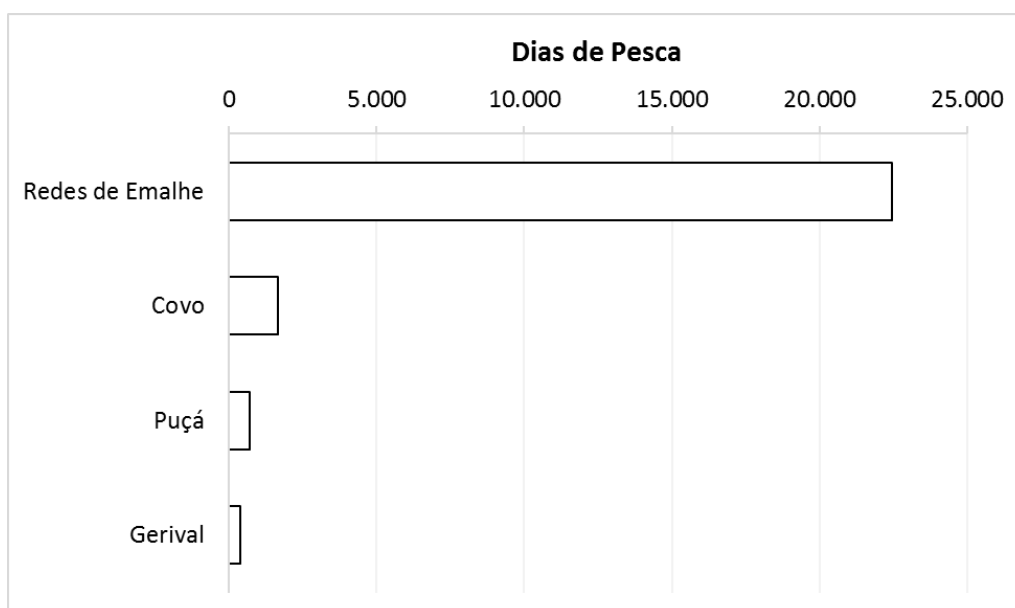 Dias de Pesca
0 5.000 10.000 15.000 20.000 25.000
Redes de Emalhe
Covo
Puçá
Gerival